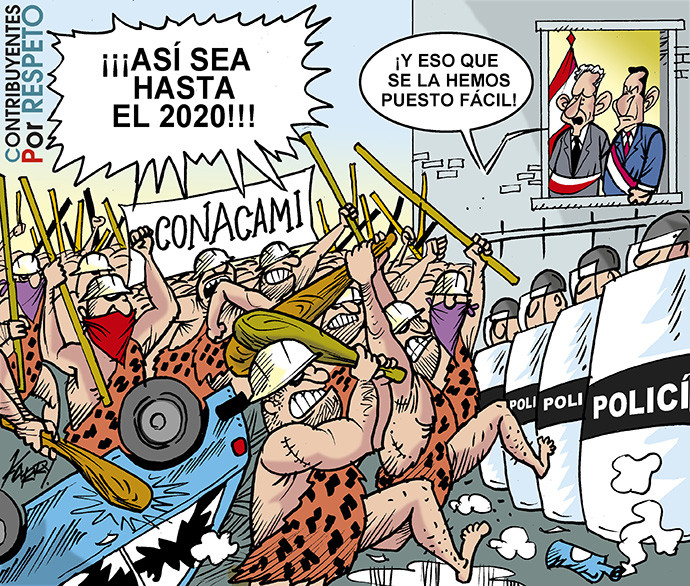 CONTRIBUYENTES
Por RESPETO
¡¡¡ASÍ SEA
HASTA
EL 2020!!!
¡Y ESO QUE
SE LA HEMOS
PUESTO FÁCIL!
CONACAMI
POLI
POLI
POLICÍ